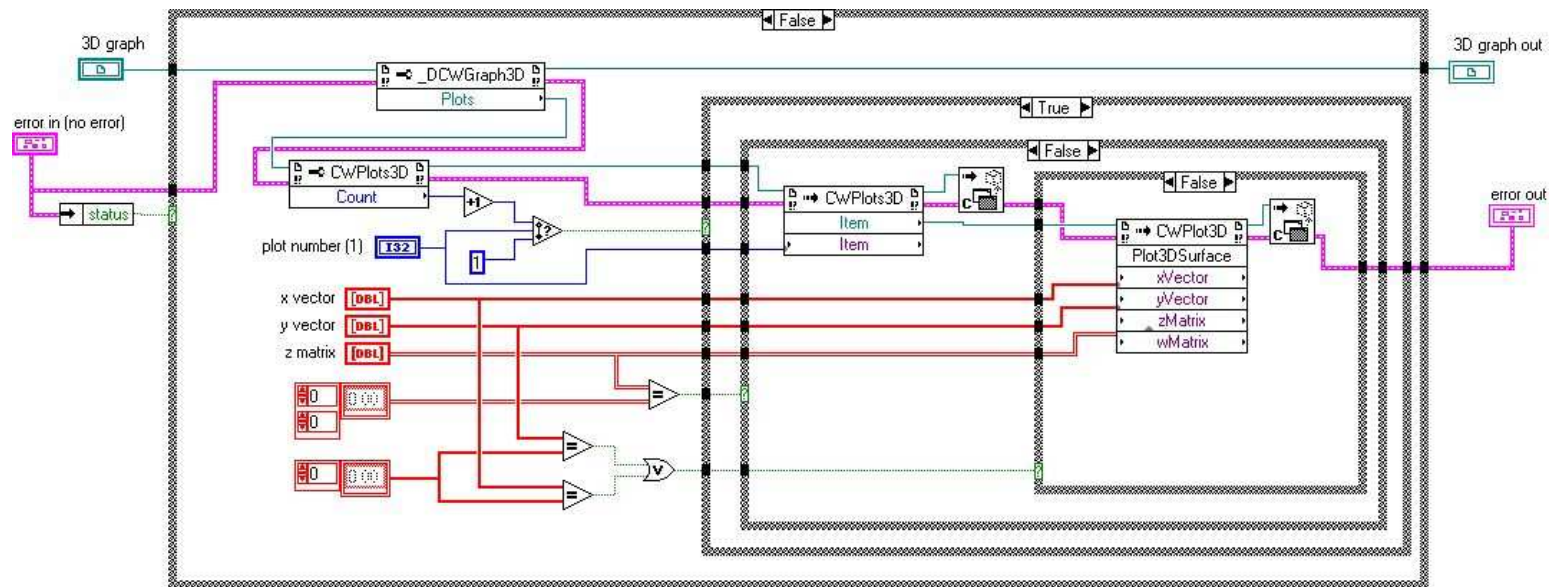 False
3D graph
3D graph out
_DCWGraph3D
Plots
True
error in (no error)
False
CWPlots3D
False
Count
+1
status
CWPlots3D
error out
Item
CWPlot3D
plot number (1)
I32
?
Item
Plot3DSurface
1
xVector
x vector [DBL]
yVector
y vector [DBL]
zMatrix
z matrix [DBL]
wMatrix
0
=
0
=
0
V
=